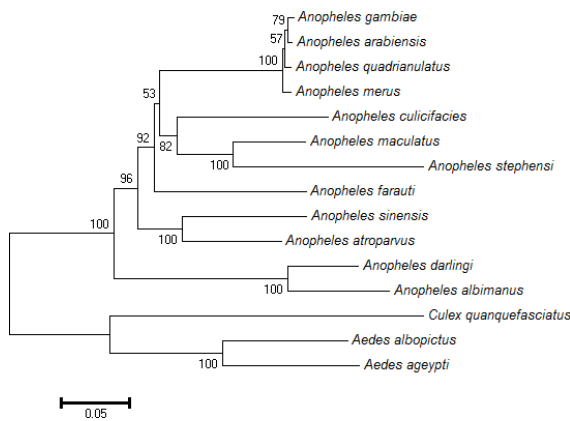 79 Anopheles gambiae
57 Anopheles arabiensis
100 Anopheles quadrianulatus
Anopheles merus
53
Anopheles culicifacies
92 82 Anopheles maculatus
100 Anopheles stephensi
96
Anopheles farauti
Anopheles sinensis
100 100 Anopheles atroparvus
Anopheles darlingi
100 Anopheles albimanus
Culex quanquefasciatus
Aedes albopictus
100 Aedes ageypti
0.05